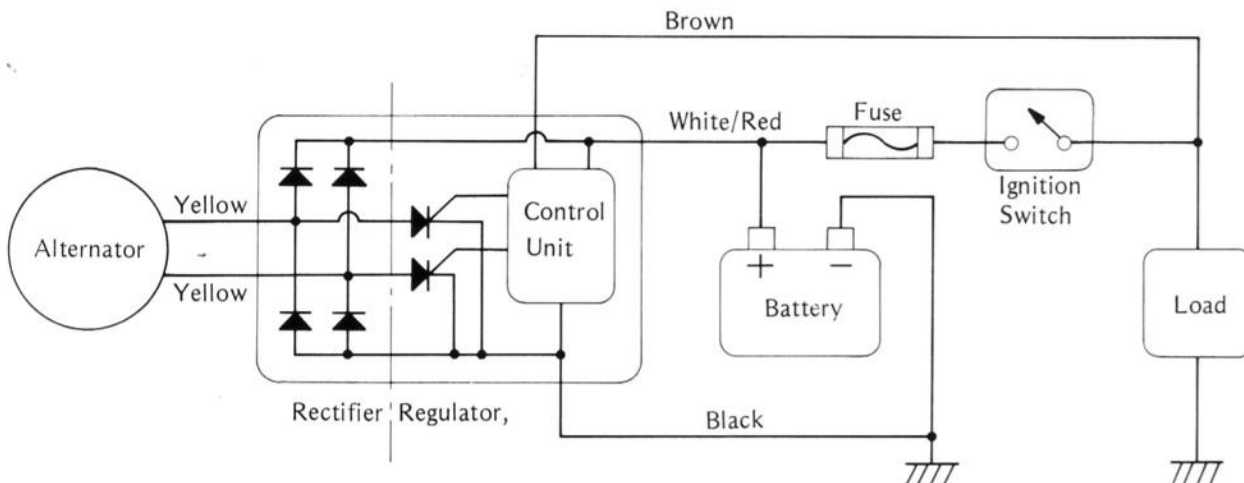 Brown
White/Red
Fuse
Ignition
Switch
Yellow
Alternator
Yellow
Control
Unit
+ −
Battery
Load
Rectifier Regulator,
Black